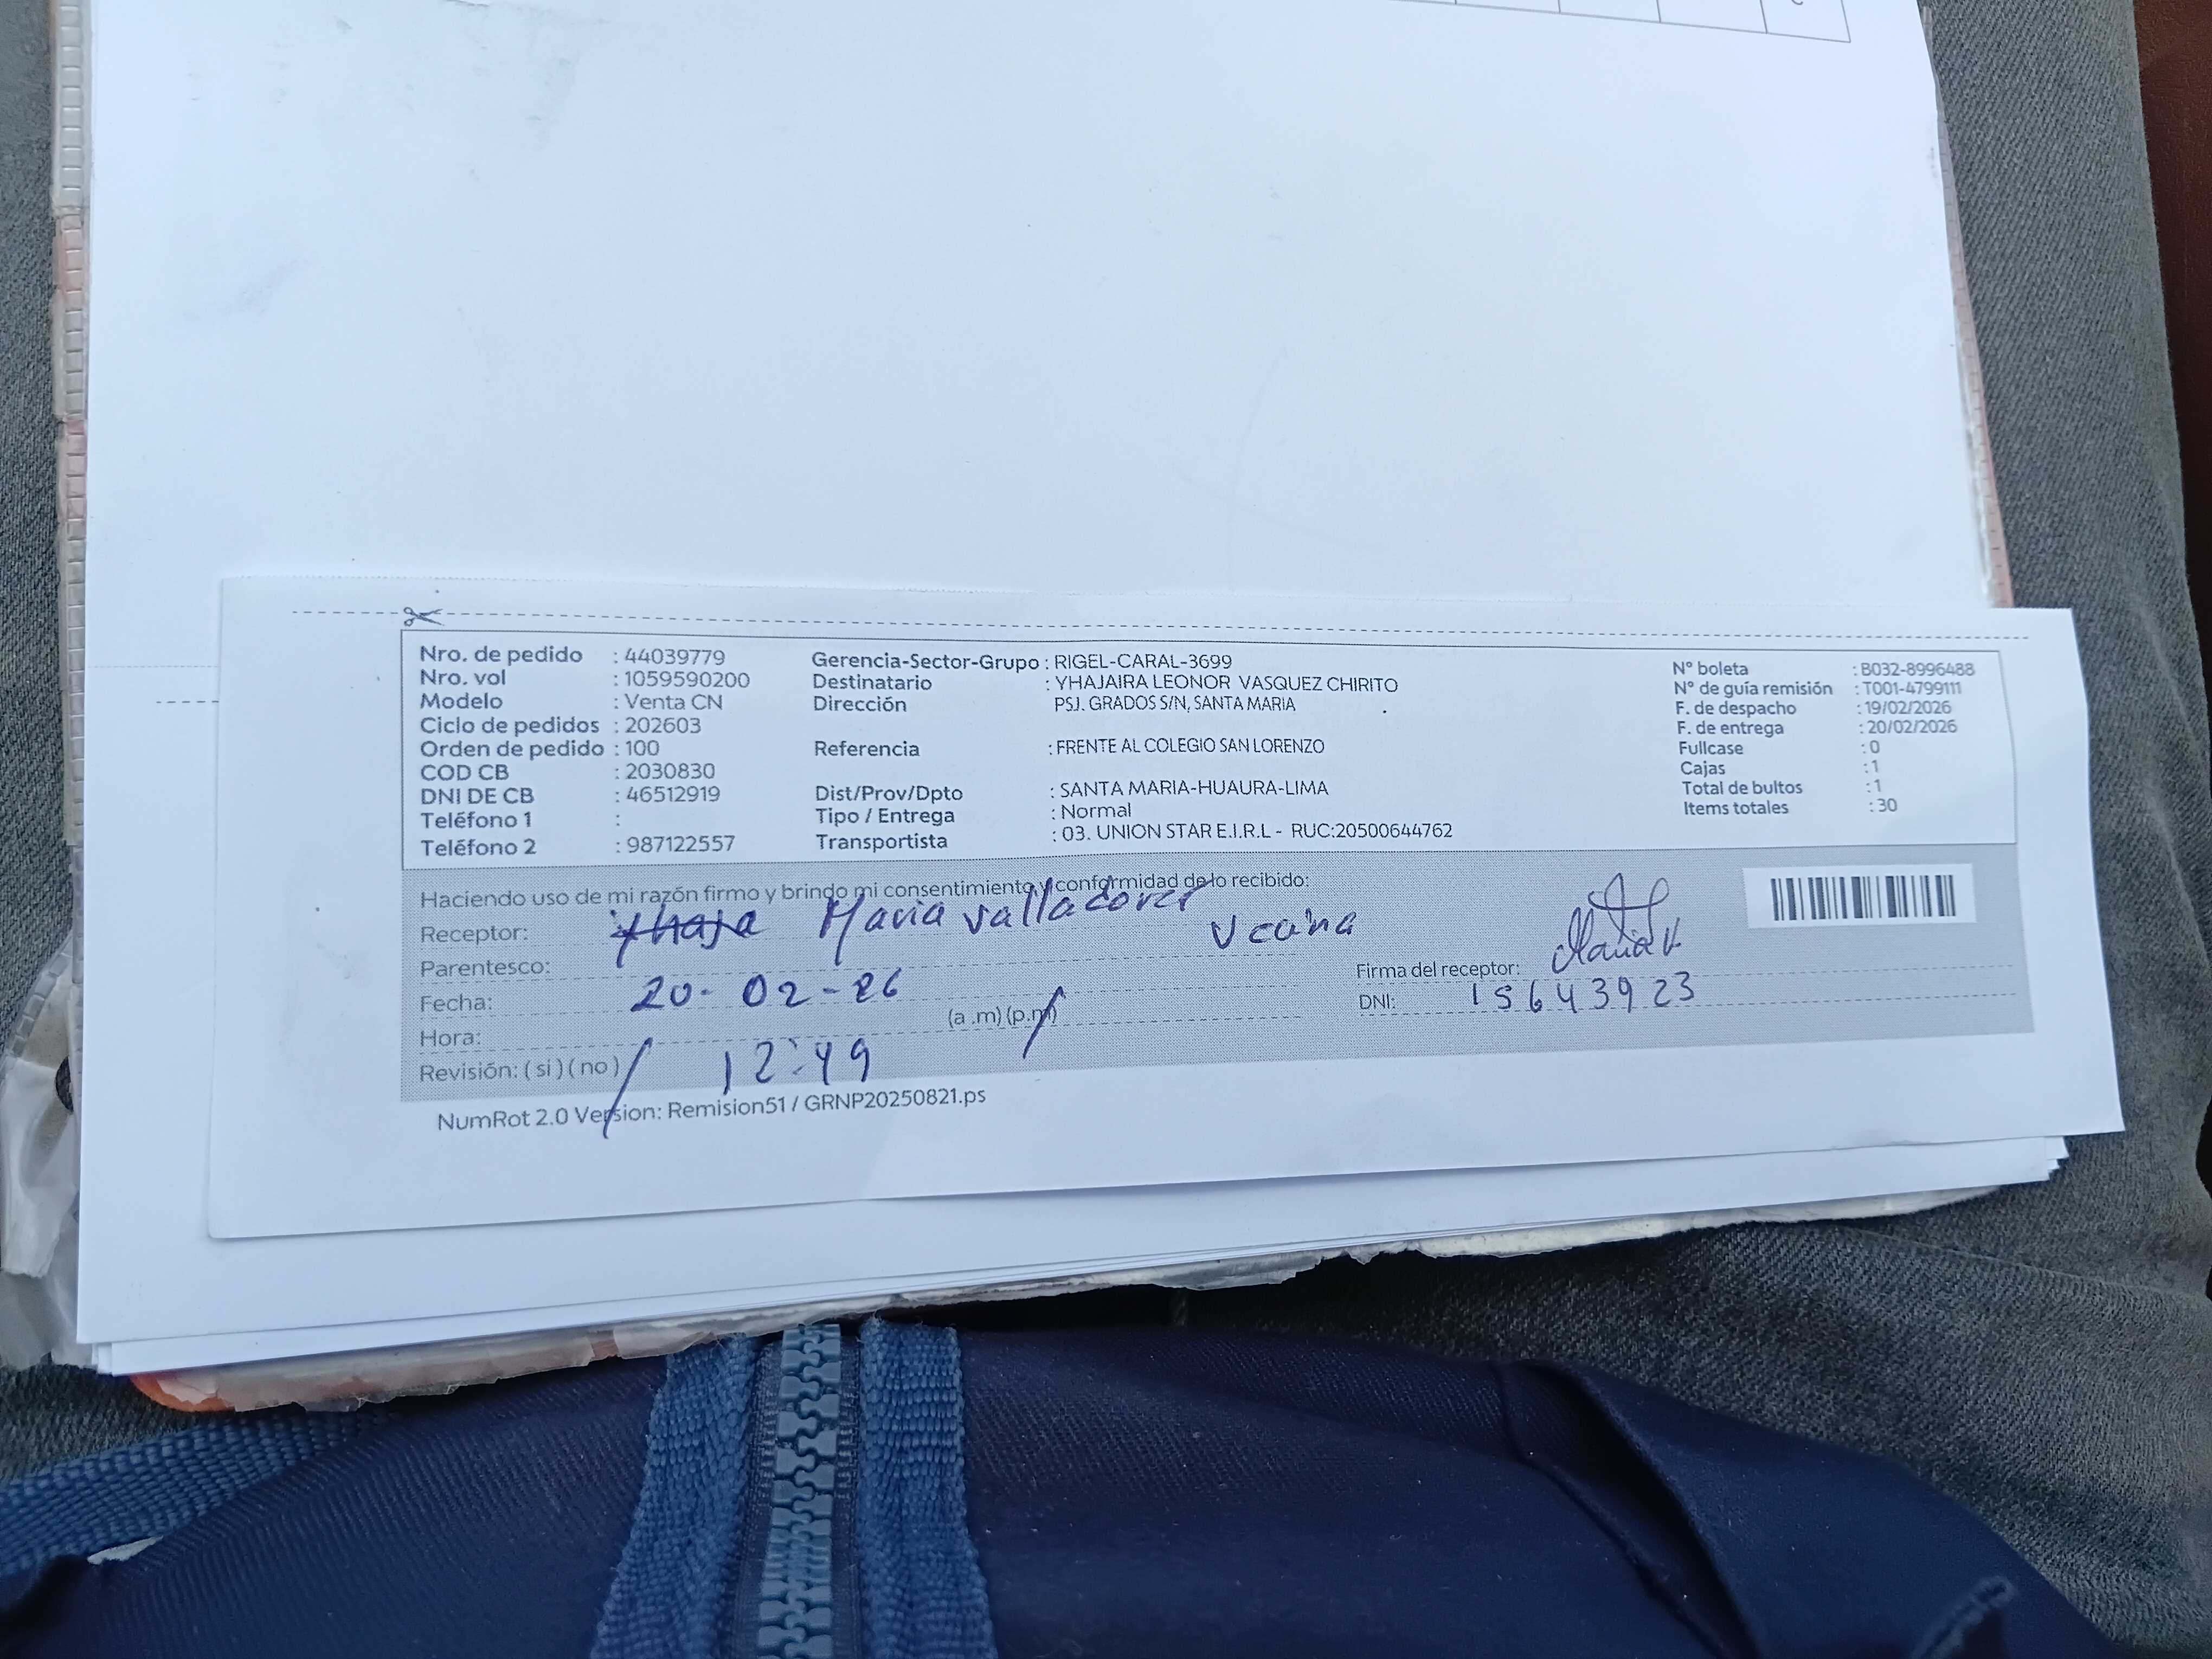 Nro. de pedido : 44039779
Nro. vol : 1059590200
Modelo : Venta CN
Ciclo de pedidos : 202603
Orden de pedido : 100
COD CB : 2030830
DNI DE CB : 46512919
Teléfono 1 :
Teléfono 2 : 987122557
Gerencia-Sector-Grupo : RIGEL-CARAL-3699
Destinatario : YHAJAIRA LEONOR VASQUEZ CHIRITO
Dirección PSJ. GRADOS S/N, SANTA MARIA
Referencia : FRENTE AL COLEGIO SAN LORENZO
Dist/Prov/Dpto : SANTA MARIA-HUAURA-LIMA
Tipo / Entrega : Normal
Transportista : 03. UNION STAR E.I.R.L - RUC:20500644762
N° boleta : B032-8996488
N° de guía remisión : T001-4799111
F. de despacho : 19/02/2026
F. de entrega : 20/02/2026
Fullcase : 0
Cajas : 1
Total de bultos : 1
Items totales : 30
Haciendo uso de mi razón firmo y brindo mi consentimiento y conformidad de lo recibido:
Receptor: Maria Valladores
Parentesco: Vecina
Fecha: 20-02-26
Hora: 12:49 (a.m) (p.m)
Revisión: ( si ) ( no )
Firma del receptor: Maria V
DNI: 15643923
NumRot 2.0 Version: Remision51 / GRNP20250821.ps